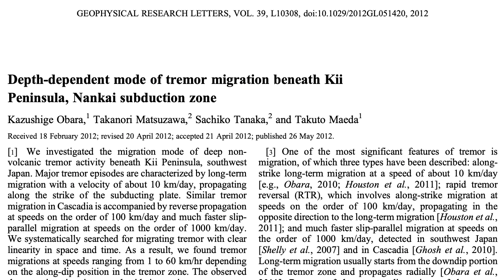 GEOPHYSICAL RESEARCH LETTERS, VOL. 39, L10308, doi:10.1029/2012GL051420, 2012
Depth-dependent mode of tremor migration beneath Kii
Peninsula, Nankai subduction zone
Kazushige Obara,1 Takanori Matsuzawa,2 Sachiko Tanaka,2 and Takuto Maeda1
Received 18 February 2012; revised 20 April 2012; accepted 21 April 2012; published 26 May 2012.
[1] We investigated the migration mode of deep non-
volcanic tremor activity beneath Kii Peninsula, southwest
Japan. Major tremor episodes are characterized by long-term
migration with a velocity of about 10 km/day, propagating
along the strike of the subducting plate. Similar tremor
migration in Cascadia is accompanied by reverse propagation
at speeds on the order of 100 km/day and much faster slip-
parallel migration at speeds on the order of 1000 km/day.
We systematically searched for migrating tremor with clear
linearity in space and time. As a result, we found tremor
migrations at speeds ranging from 1 to 60 km/hr depending
on the along-dip position in the tremor zone. The observed
[3] One of the most significant features of tremor is
migration, of which three types have been described: along-
strike long-term migration at a speed of about 10 km/day
[e.g., Obara, 2010; Houston et al., 2011]; rapid tremor
reversal (RTR), which involves along-strike migration at
speeds on the order of 100 km/day, propagating in the
opposite direction to the long-term migration [Houston et al.,
2011]; and much faster slip-parallel migration at speeds on
the order of 1000 km/day, detected in southwest Japan
[Shelly et al., 2007] and in Cascadia [Ghosh et al., 2010].
Long-term migration usually starts from the downdip portion
of the tremor zone and propagates radially [Obara et al.,